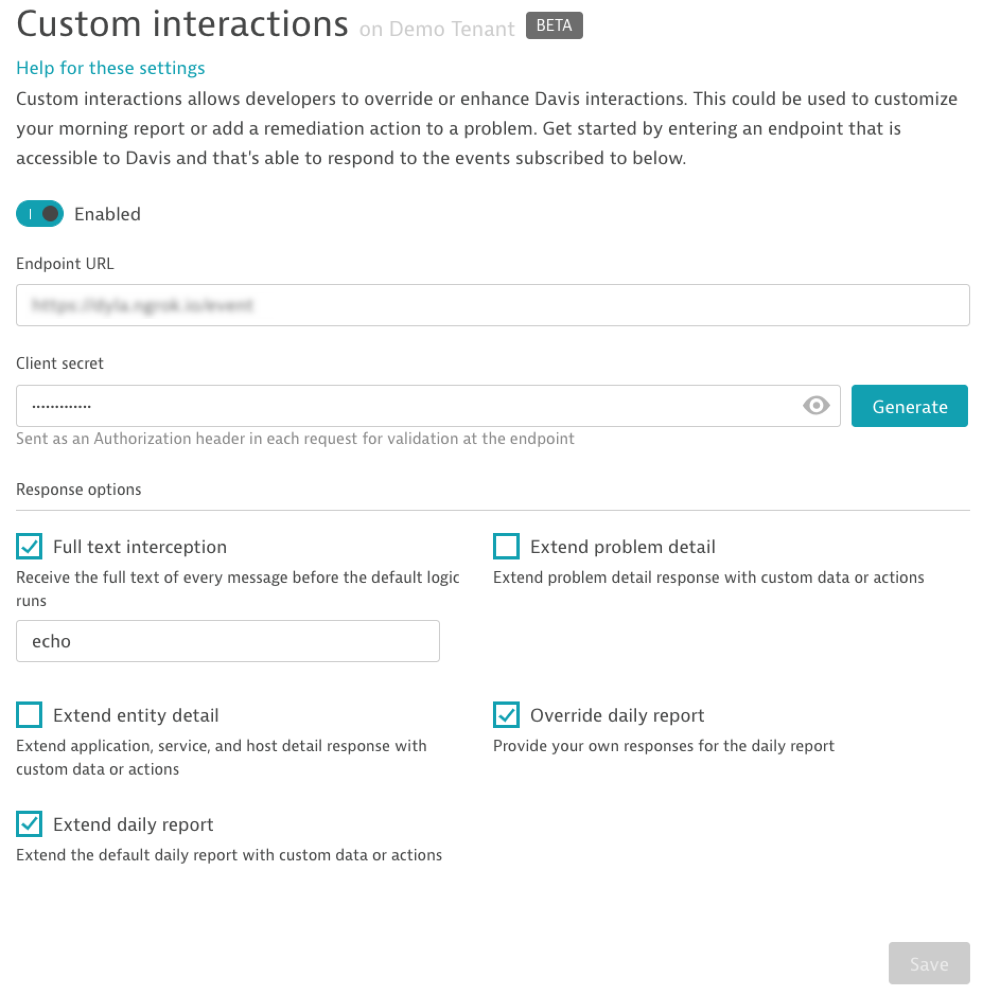 Custom interactions on Demo Tenant BETA
Help for these settings
Custom interactions allows developers to override or enhance Davis interactions. This could be used to customize
your morning report or add a remediation action to a problem. Get started by entering an endpoint that is
accessible to Davis and that's able to respond to the events subscribed to below.
Enabled
Endpoint URL
Client secret
•••••••••••••
Generate
Sent as an Authorization header in each request for validation at the endpoint
Response options
Full text interception
Receive the full text of every message before the default logic
runs
echo
Extend problem detail
Extend problem detail response with custom data or actions
Extend entity detail
Extend application, service, and host detail response with
custom data or actions
Override daily report
Provide your own responses for the daily report
Extend daily report
Extend the default daily report with custom data or actions
Save